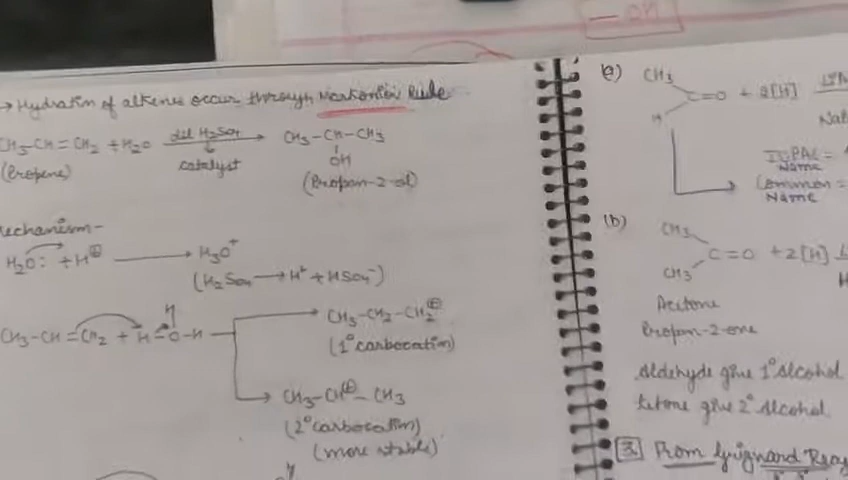 → Hydration of alkenes occur through Markoni's Rule
CH₃-CH=CH₂ + H₂O dil H₂SO₄ → CH₃-CH-CH₃
catalyst OH
(Propene) (Propan-2-ol)
Mechanism-
H₂O: + H⊕ → H₃O⁺
(H₂SO₄ → H⁺ + HSO₄⁻)
H
CH₃-CH=CH₂ + H-O-H → CH₃-CH₂-CH₂⊕
(1° carbocation)
→ CH₃-CH⊕-CH₃
(2° carbocation)
(more stable)
(a) CH₃
C=O + 2[H]
H
IUPAC =
Name
Common =
Name
(b) CH₃
C=O + 2[H]
CH₃
Acetone
Propan-2-one
Aldehyde give 1° Alcohol
Ketone give 2° Alcohol
3. From Grignard Reag